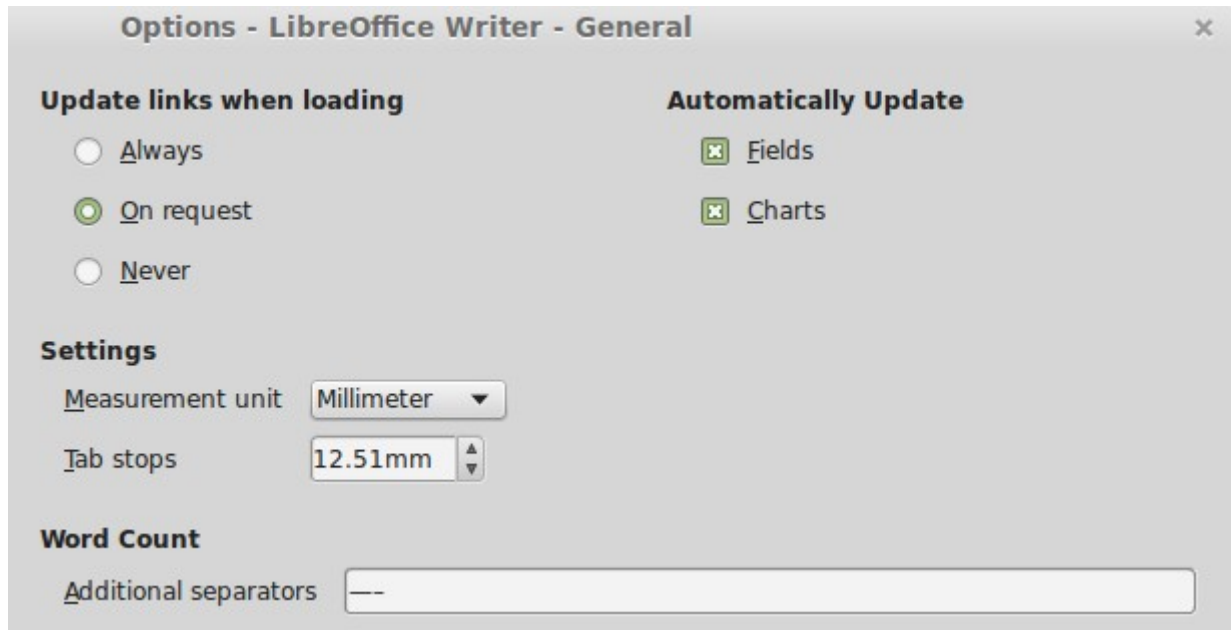 Options - LibreOffice Writer - General
Update links when loading
Always
On request
Never
Automatically Update
Fields
Charts
Settings
Measurement unit Millimeter
Tab stops 12.51mm
Word Count
Additional separators —–